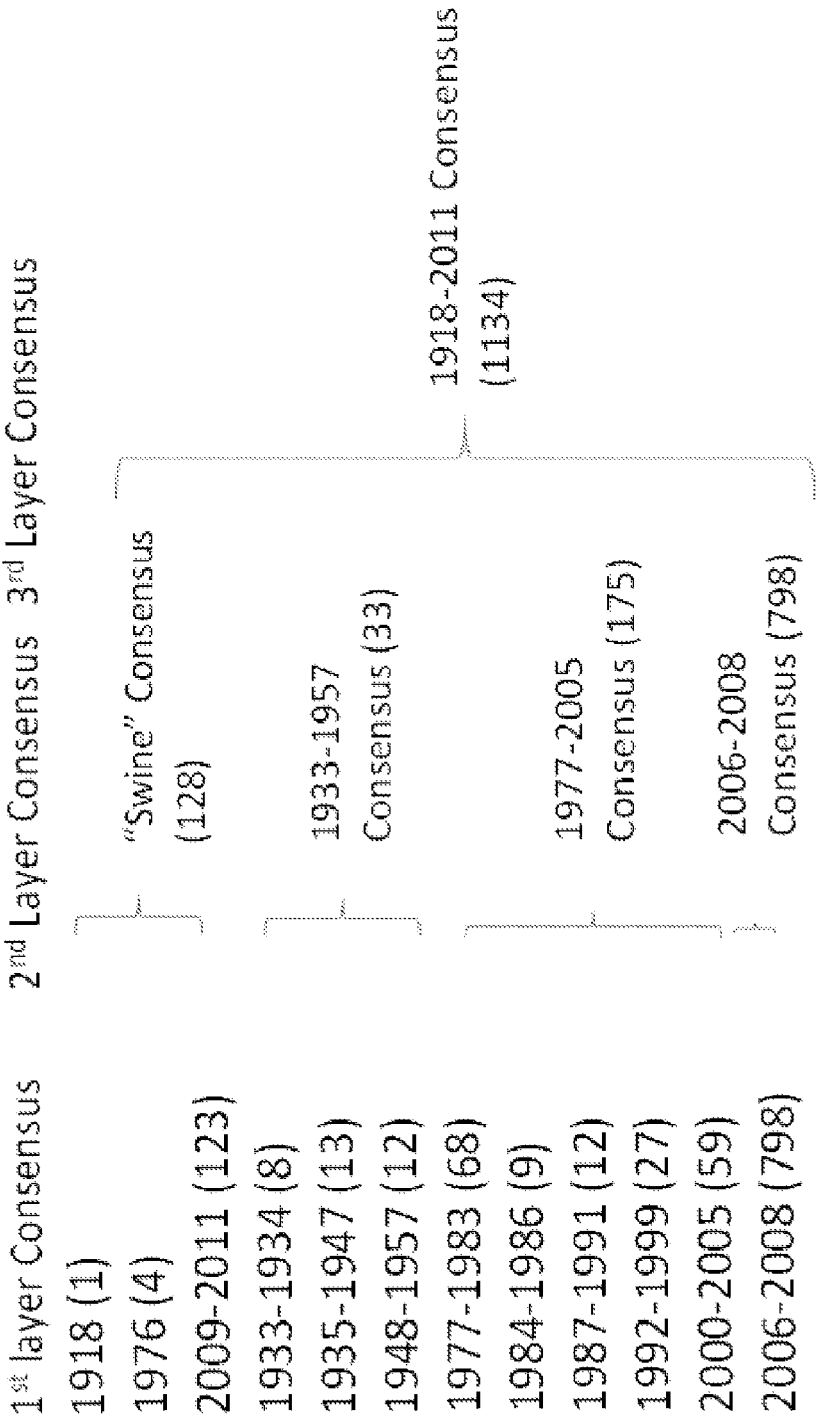 1st layer Consensus
2nd Layer Consensus
3rd Layer Consensus
1918 (1)
1976 (4)
2009-2011 (123)
1933-1934 (8)
1935-1947 (13)
1948-1957 (12)
1977-1983 (68)
1984-1986 (9)
1987-1991 (12)
1992-1999 (27)
2000-2005 (59)
2006-2008 (798)
“Swine” Consensus
(128)
1933-1957
Consensus (33)
1977-2005
Consensus (175)
2006-2008
Consensus (798)
1918-2011 Consensus
(1134)